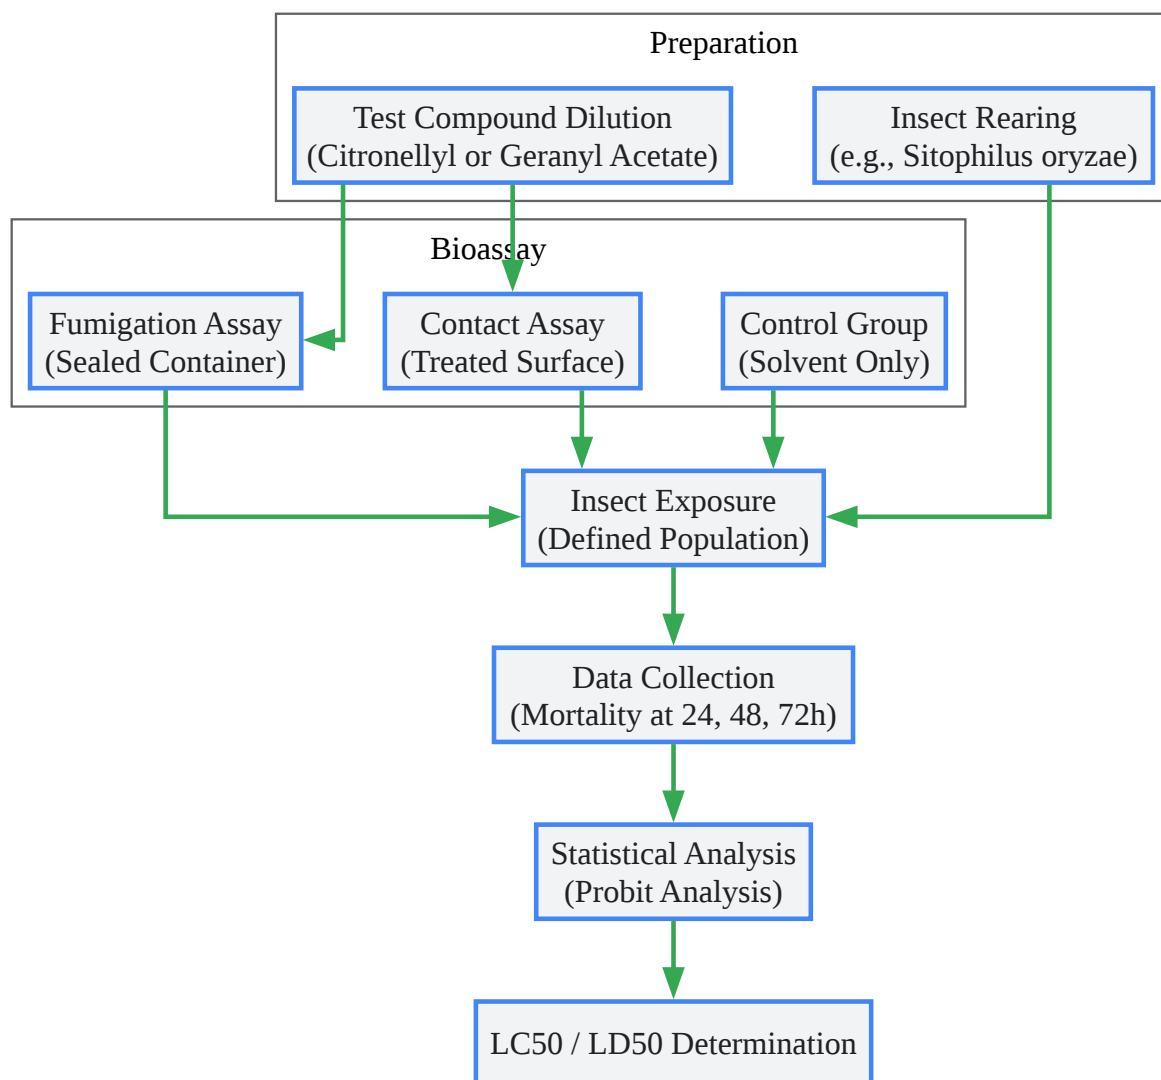 Preparation
Test Compound Dilution
(Citronellyl or Geranyl Acetate)
Insect Rearing
(e.g., Sitophilus oryzae)
Bioassay
Fumigation Assay
(Sealed Container)
Contact Assay
(Treated Surface)
Control Group
(Solvent Only)
Insect Exposure
(Defined Population)
Data Collection
(Mortality at 24, 48, 72h)
Statistical Analysis
(Probit Analysis)
LC50 / LD50 Determination